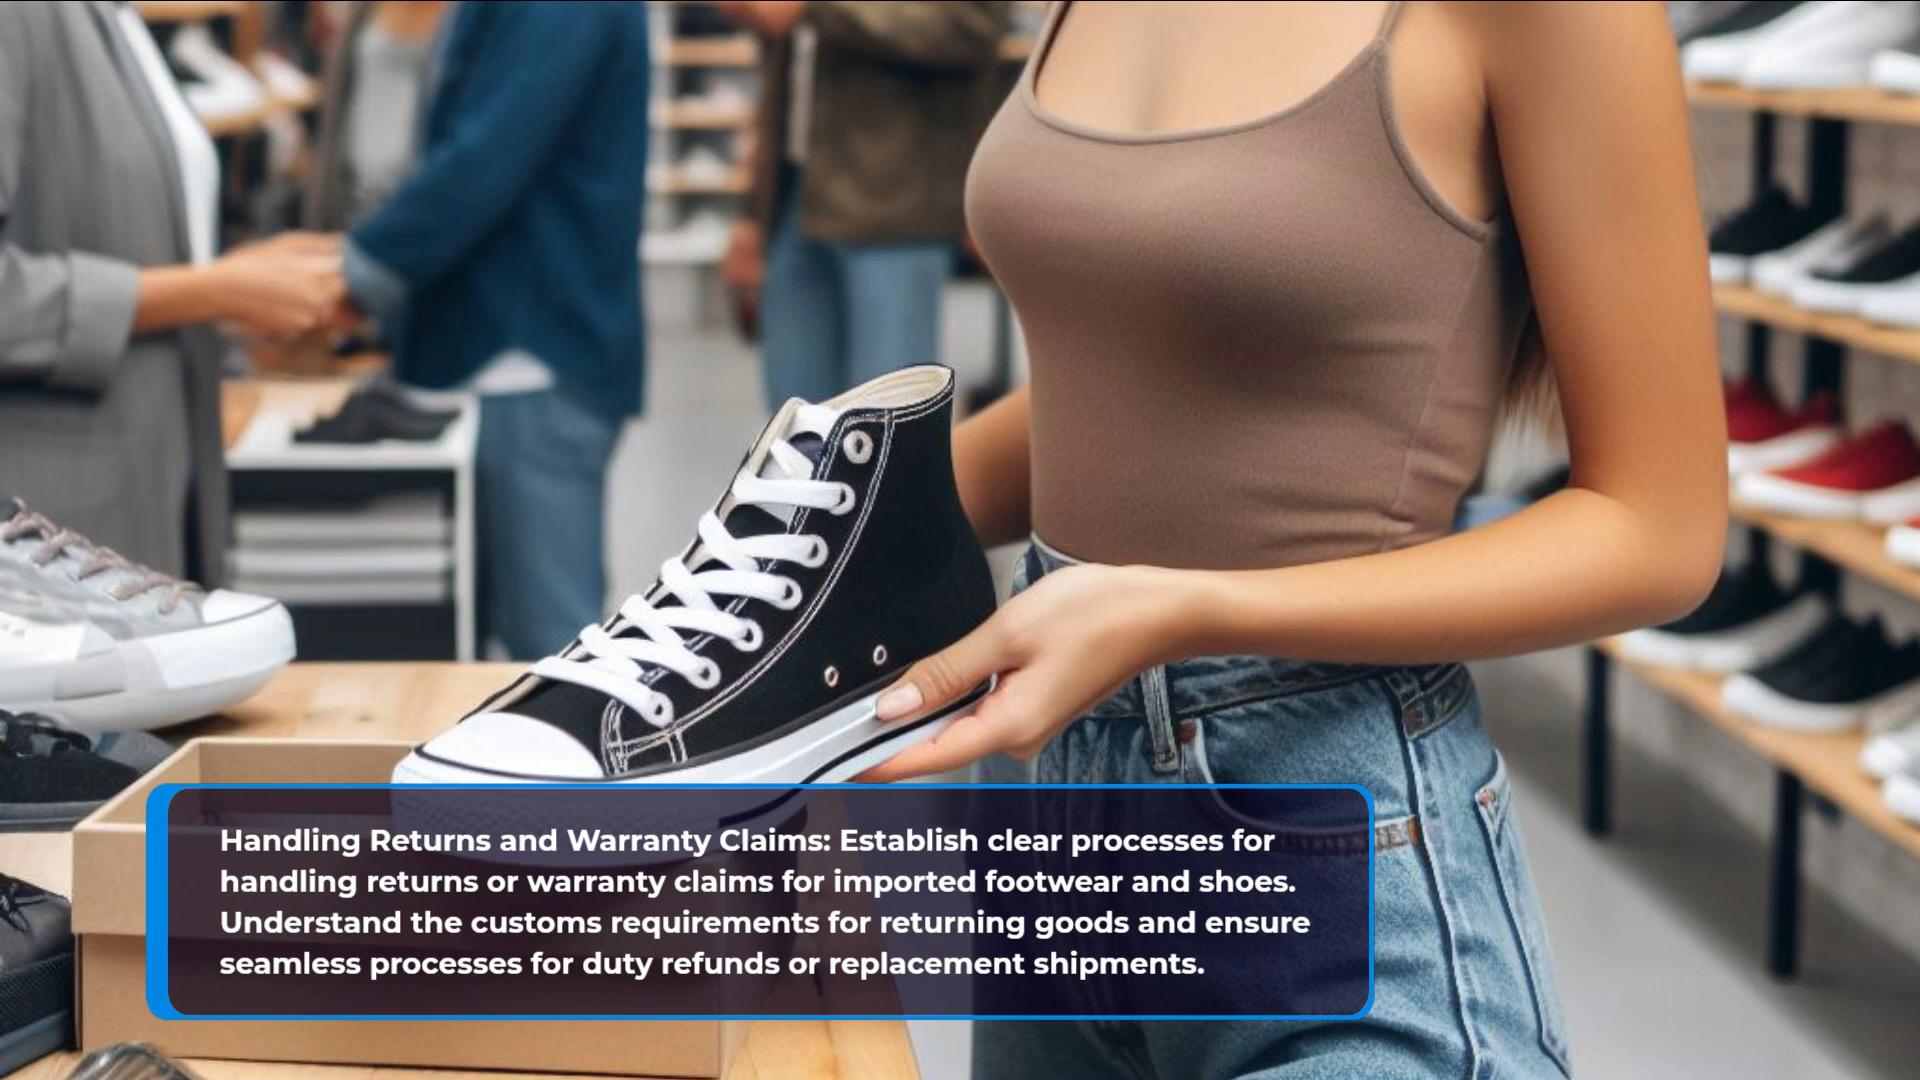 Handling Returns and Warranty Claims: Establish clear processes for
handling returns or warranty claims for imported footwear and shoes.
Understand the customs requirements for returning goods and ensure
seamless processes for duty refunds or replacement shipments.